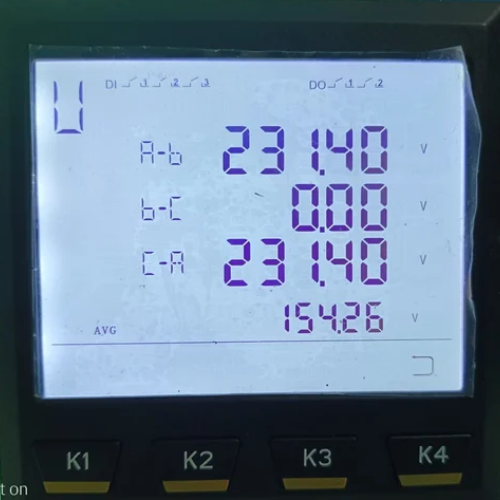 DI 1 2 3 DO 1 2
U
A-b 231.40 V
b-C 0.00 V
C-A 231.40 V
AVG 154.26 V
K1 K2 K3 K4